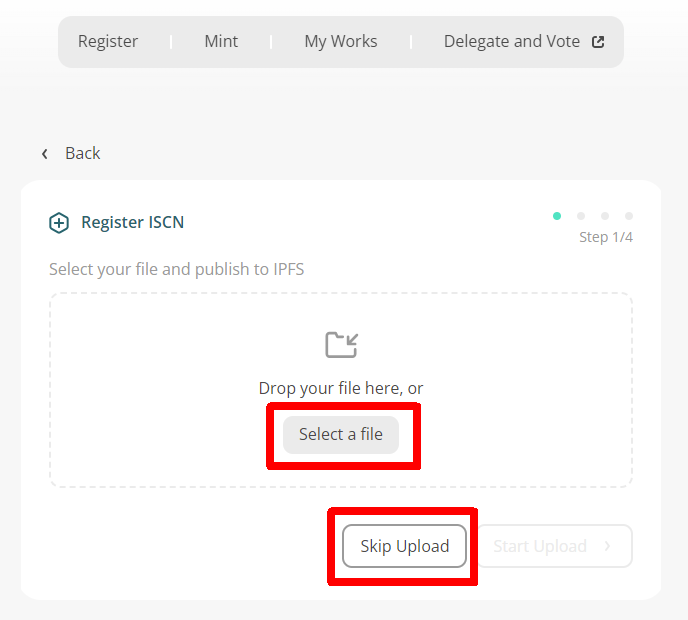 Register | Mint | My Works | Delegate and Vote
Back
Register ISCN
Step 1/4
Select your file and publish to IPFS
Drop your file here, or
Select a file
Skip Upload Start Upload